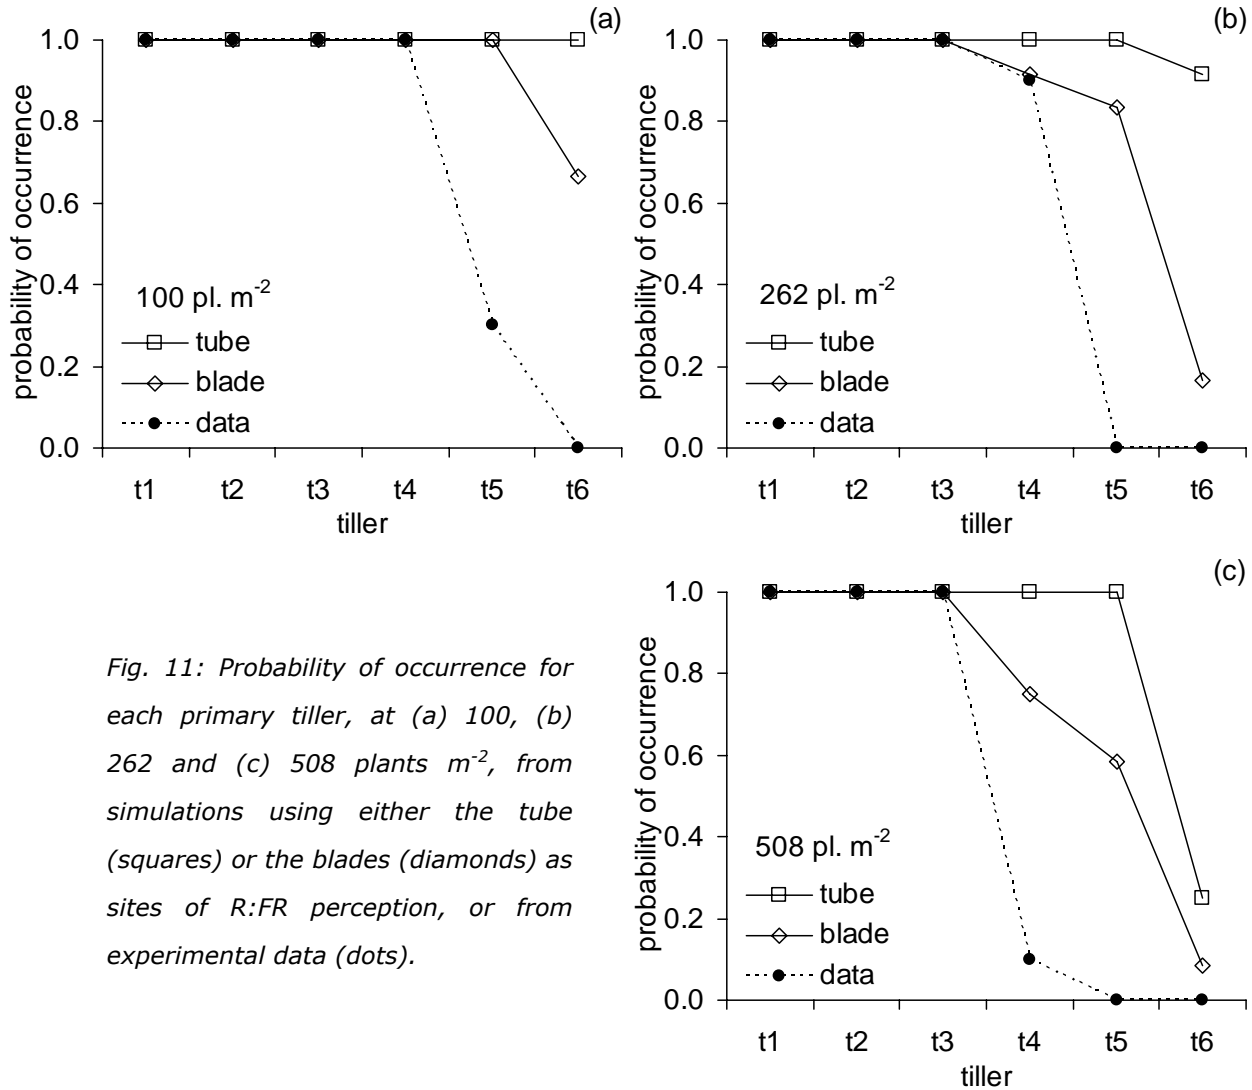 (a)
probability of occurrence
1.0
0.8
0.6
0.4
0.2
0.0
100 pl. m-2
tube
blade
data
t1 t2 t3 t4 t5 t6
tiller
(b)
probability of occurrence
1.0
0.8
0.6
0.4
0.2
0.0
262 pl. m-2
tube
blade
data
t1 t2 t3 t4 t5 t6
tiller
(c)
probability of occurrence
1.0
0.8
0.6
0.4
0.2
0.0
508 pl. m-2
tube
blade
data
t1 t2 t3 t4 t5 t6
tiller
Fig. 11: Probability of occurrence for
each primary tiller, at (a) 100, (b)
262 and (c) 508 plants m-2, from
simulations using either the tube
(squares) or the blades (diamonds) as
sites of R:FR perception, or from
experimental data (dots).